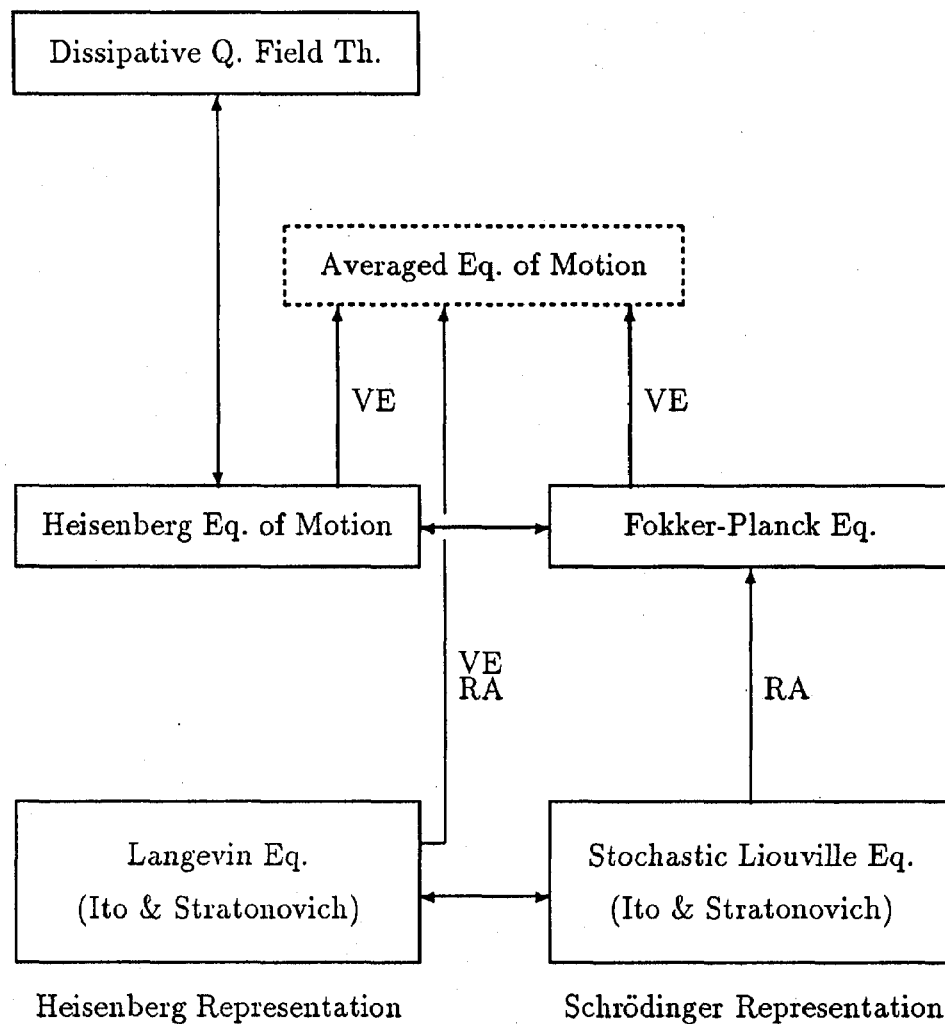 Dissipative Q. Field Th.
Averaged Eq. of Motion
VE
VE
Heisenberg Eq. of Motion
Fokker-Planck Eq.
VE
RA
RA
Langevin Eq.
(Ito & Stratonovich)
Stochastic Liouville Eq.
(Ito & Stratonovich)
Heisenberg Representation
Schrödinger Representation